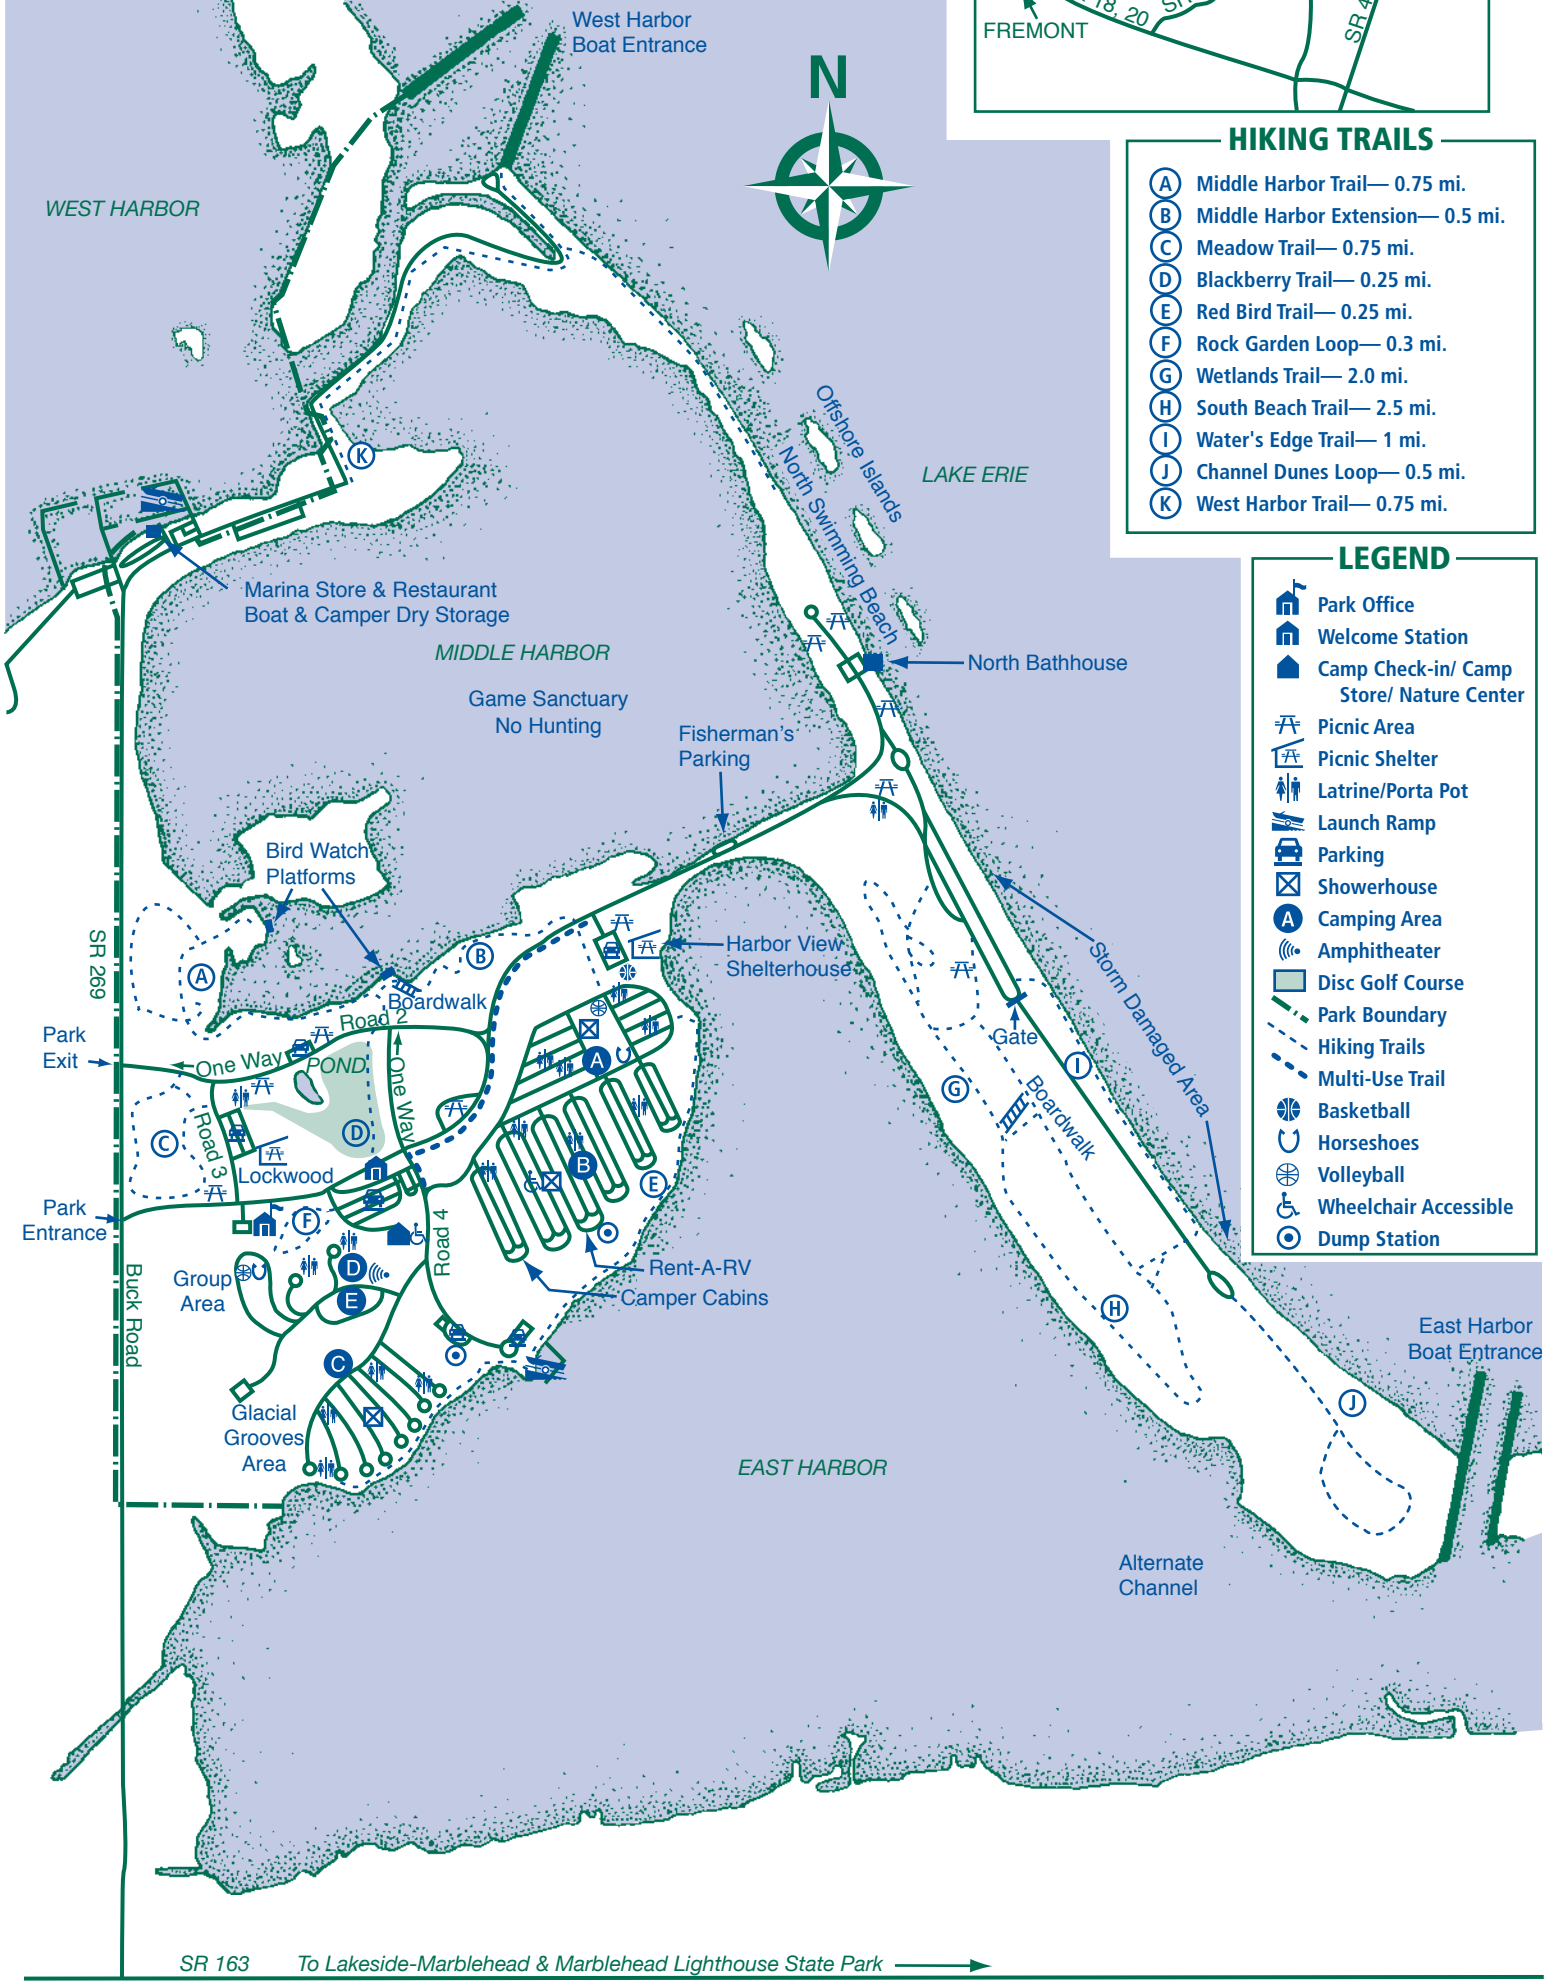 West Harbor
Boat Entrance
FREMONT
18, 20
N
WEST HARBOR
HIKING TRAILS
A Middle Harbor Trail— 0.75 mi.
B Middle Harbor Extension— 0.5 mi.
C Meadow Trail— 0.75 mi.
D Blackberry Trail— 0.25 mi.
E Red Bird Trail— 0.25 mi.
F Rock Garden Loop— 0.3 mi.
G Wetlands Trail— 2.0 mi.
H South Beach Trail— 2.5 mi.
I Water's Edge Trail— 1 mi.
J Channel Dunes Loop— 0.5 mi.
K West Harbor Trail— 0.75 mi.
K
Offshore Islands
North Swimming Beach
LAKE ERIE
Marina Store & Restaurant
Boat & Camper Dry Storage
MIDDLE HARBOR
Game Sanctuary
No Hunting
North Bathhouse
Fisherman's
Parking
LEGEND
Park Office
Welcome Station
Camp Check-in/ Camp
Store/ Nature Center
Picnic Area
Picnic Shelter
Latrine/Porta Pot
Launch Ramp
Parking
Showerhouse
A Camping Area
Amphitheater
Disc Golf Course
Park Boundary
Hiking Trails
Multi-Use Trail
Basketball
Horseshoes
Volleyball
Wheelchair Accessible
Dump Station
Bird Watch
Platforms
SR 269
A
B
Harbor View
Shelterhouse
Boardwalk
Road 2
Storm Damaged Area
Park
Exit
One Way
POND
One Way
A
Gate
I
G
Boardwalk
Road 3
C
D
Lockwood
B
E
Park
Entrance
F
Road 4
Group
Area
D
E
Rent-A-RV
Camper Cabins
Buck Road
H
C
East Harbor
Boat Entrance
J
Glacial
Grooves
Area
EAST HARBOR
Alternate
Channel
SR 163 To Lakeside-Marblehead & Marblehead Lighthouse State Park